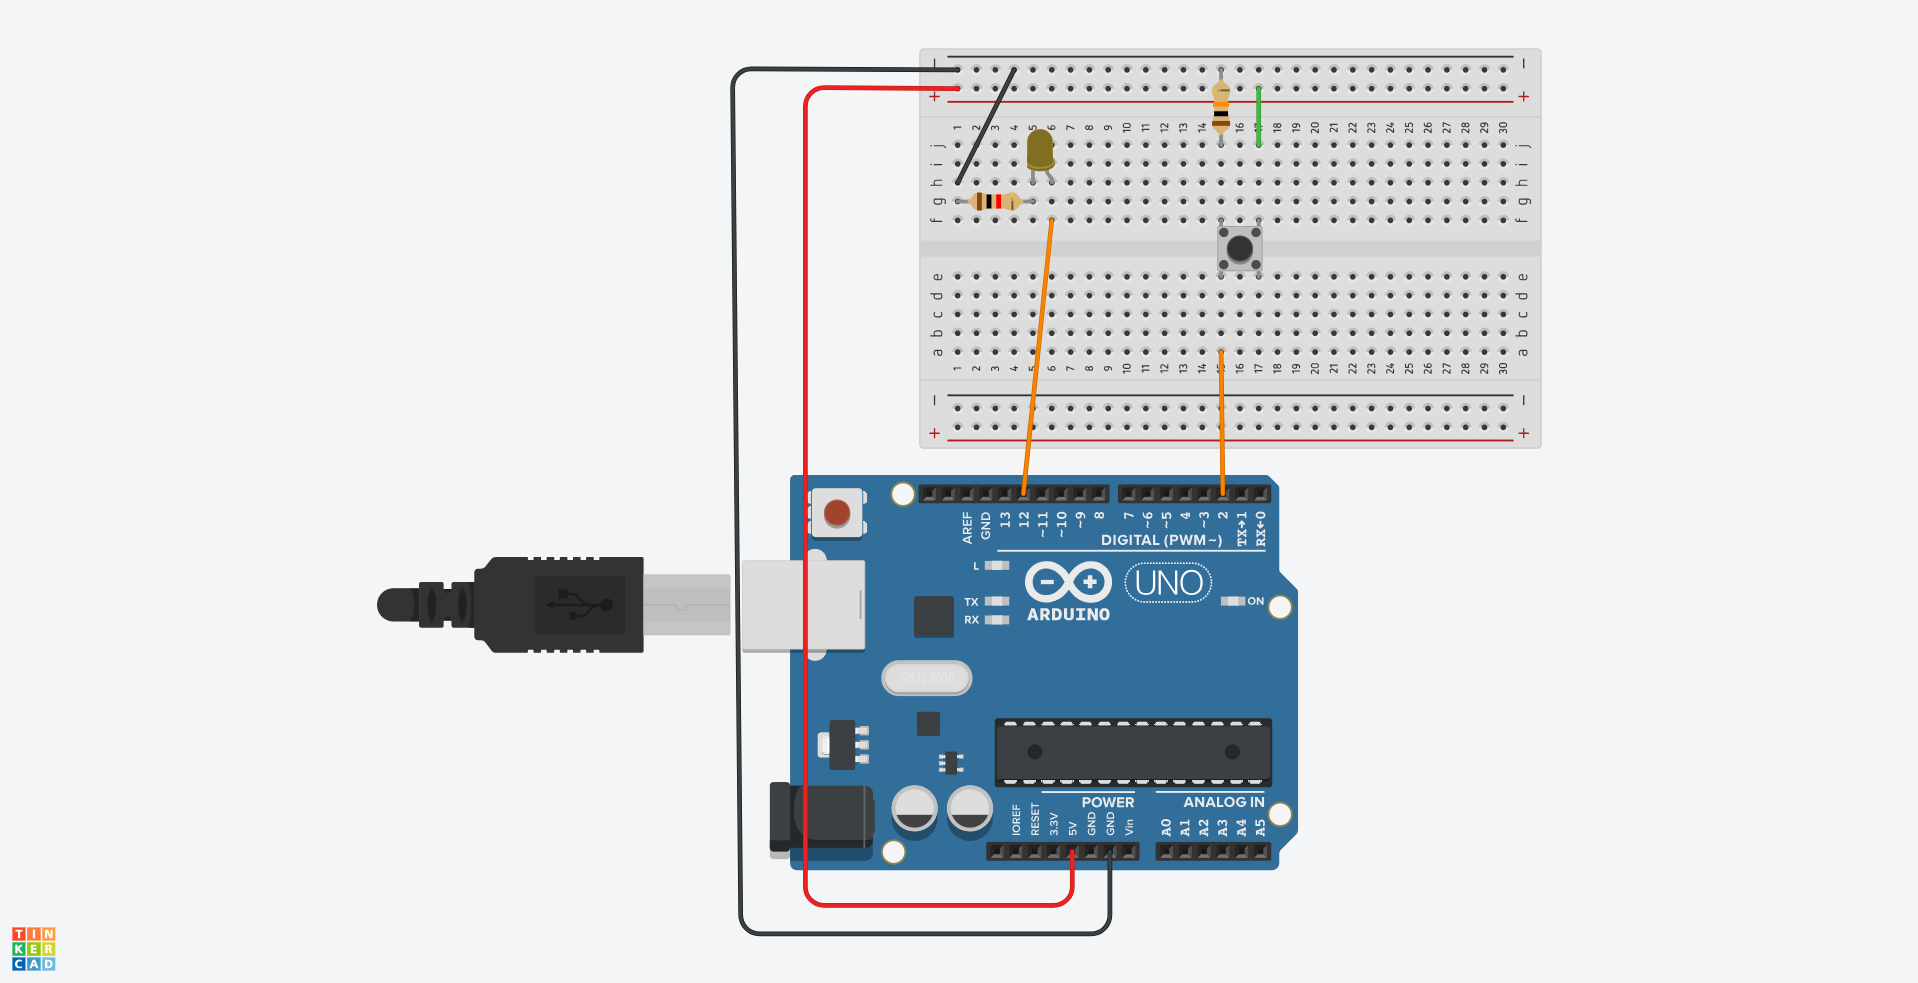 − −
+ +
1 2 3 4 5 6 7 8 9 10 11 12 13 14 16 17 18 19 20 21 22 23 24 25 26 27 28 29 30
j j
i i
h h
g g
f f
e e
d d
c c
b b
a a
1 2 3 4 5 6 7 8 9 10 11 12 13 14 15 16 17 18 19 20 21 22 23 24 25 26 27 28 29 30
− −
+ +
AREF GND 13 12 ~11 ~10 ~9 8 7 ~6 ~5 4 ~3 2 TX→1 RX←0
DIGITAL (PWM~)
L
TX
RX
ARDUINO
UNO
ON
SPK16.000G
POWER
ANALOG IN
IOREF RESET 3.3V 5V GND GND Vin A0 A1 A2 A3 A4 A5
TIN
KER
CAD